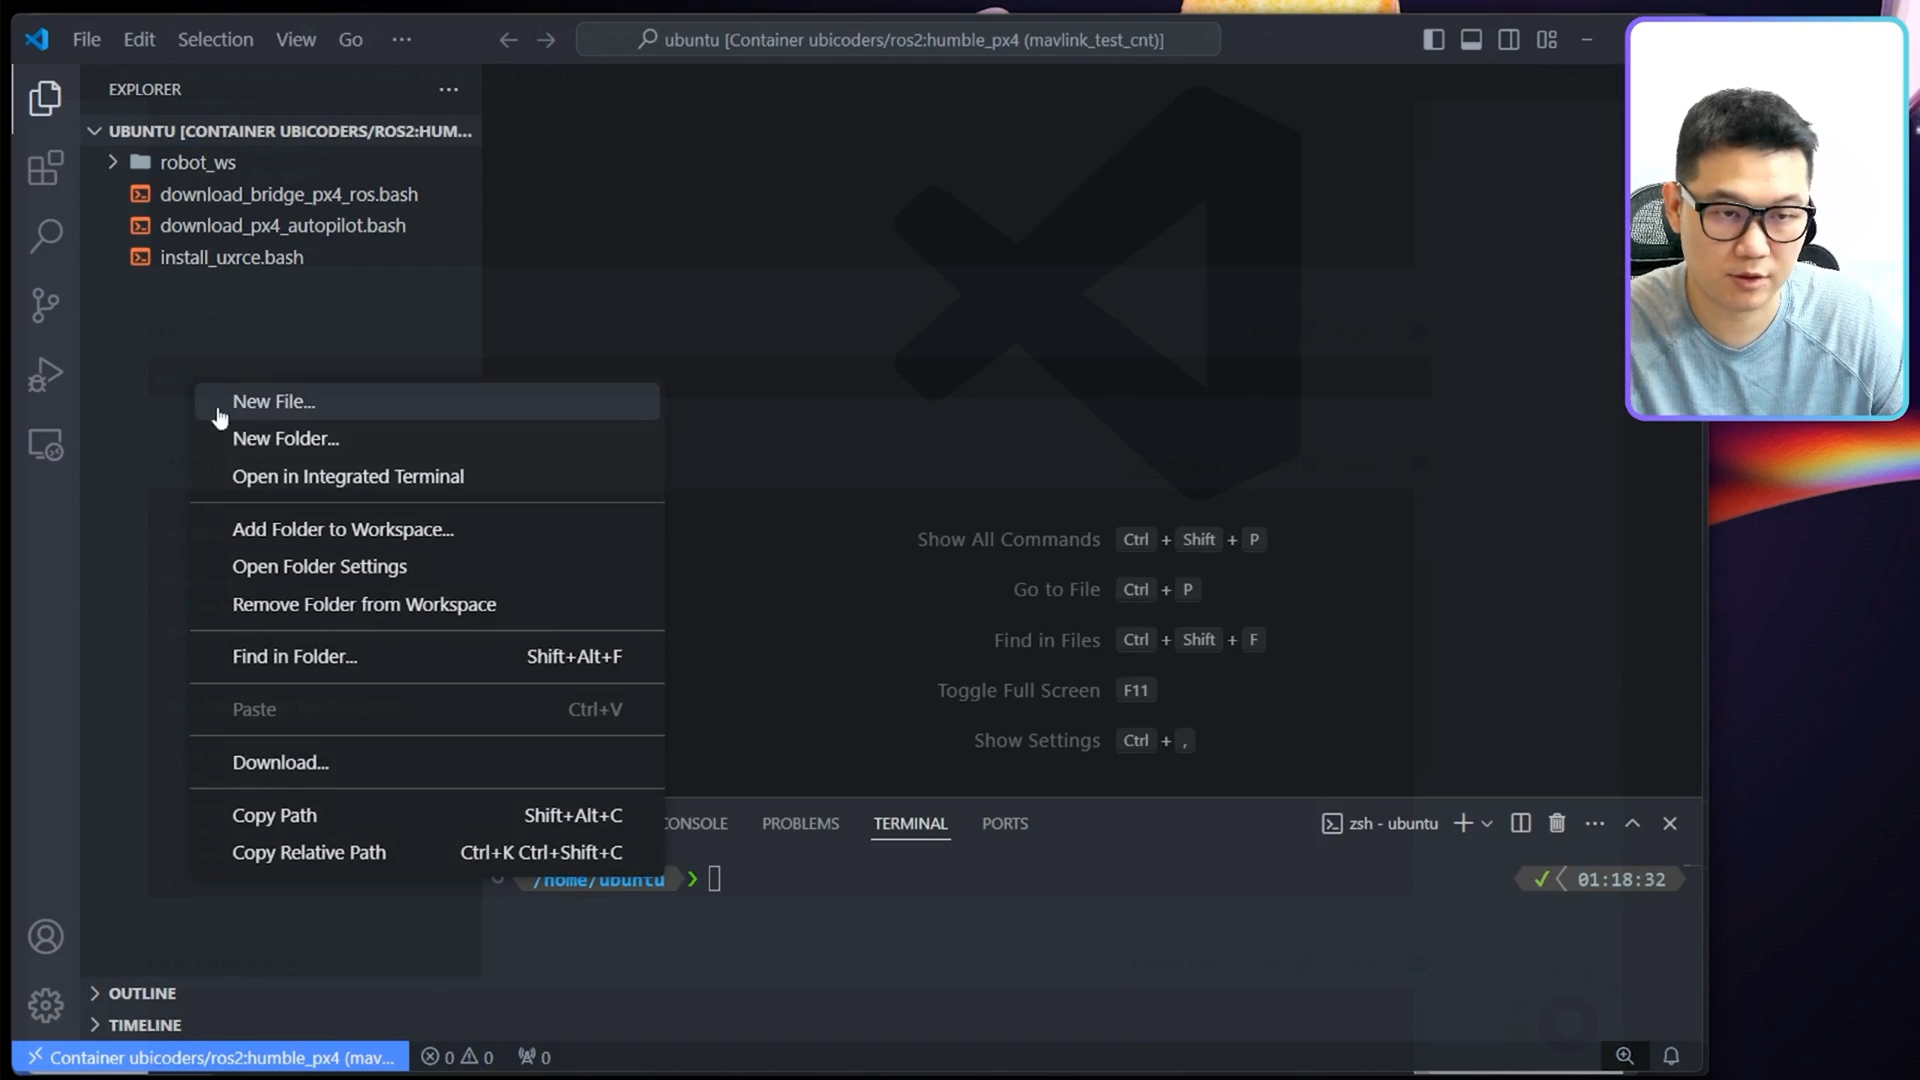 File Edit Selection View Go ...
ubuntu [Container ubicoders/ros2:humble_px4 (mavlink_test_cnt)]
EXPLORER
UBUNTU [CONTAINER UBICODERS/ROS2:HUM...
robot_ws
download_bridge_px4_ros.bash
download_px4_autopilot.bash
install_uxrce.bash
New File...
New Folder...
Open in Integrated Terminal
Add Folder to Workspace...
Open Folder Settings
Remove Folder from Workspace
Find in Folder... Shift+Alt+F
Paste Ctrl+V
Download...
Copy Path Shift+Alt+C
Copy Relative Path Ctrl+K Ctrl+Shift+C
Show All Commands Ctrl + Shift + P
Go to File Ctrl + P
Find in Files Ctrl + Shift + F
Toggle Full Screen F11
Show Settings Ctrl + ,
CONSOLE PROBLEMS TERMINAL PORTS
zsh - ubuntu
/home/ubuntu
01:18:32
OUTLINE
TIMELINE
Container ubicoders/ros2:humble_px4 (mav... 0 0 0